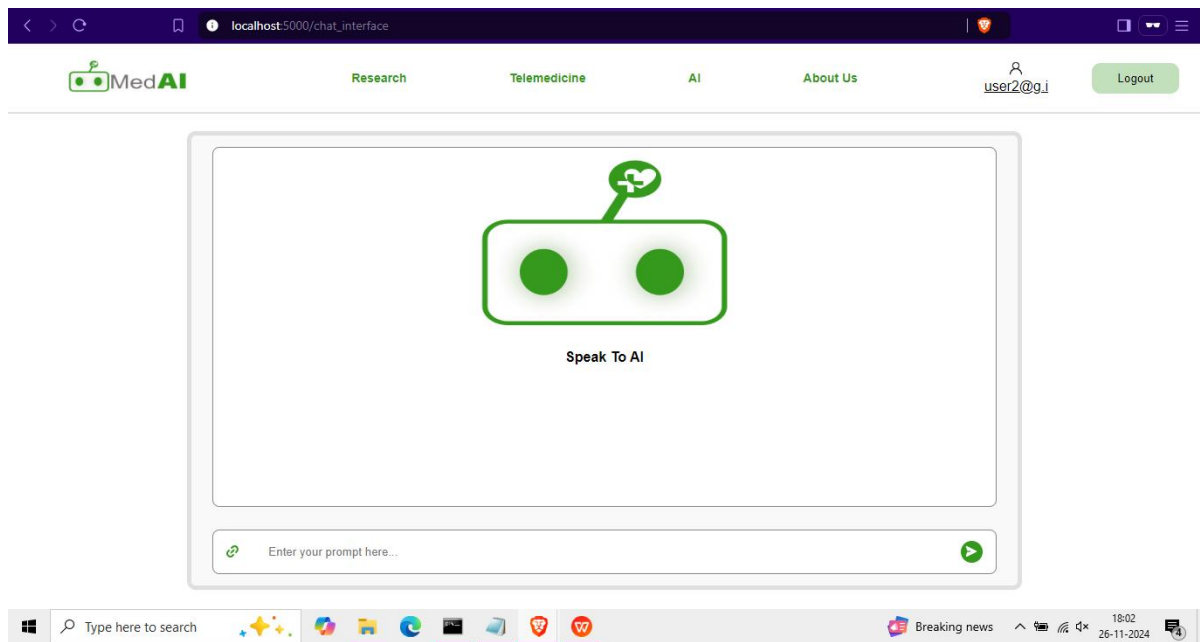 localhost:5000/chat_interface
MedAI
Research
Telemedicine
AI
About Us
user2@g.i
Logout
Speak To AI
Enter your prompt here...
Type here to search
Breaking news
18:02
26-11-2024
4